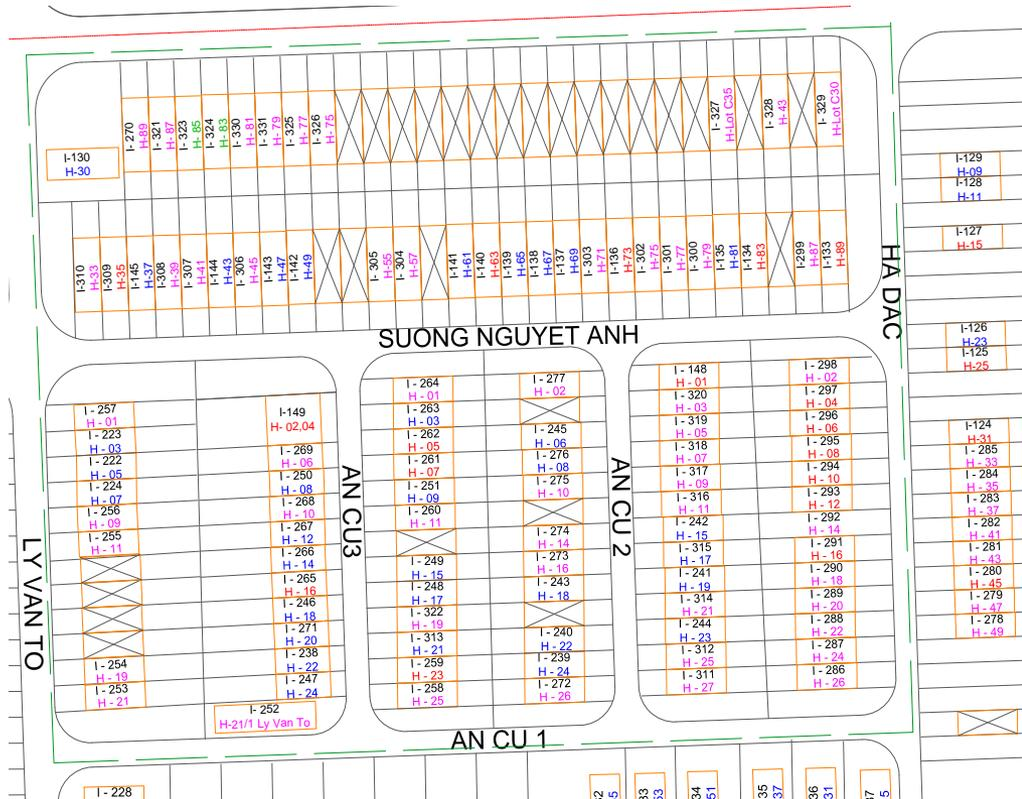 I- 270
H-89
I- 321
H- 87
I- 323
H- 85
I- 324
H- 83
I- 330
H- 81
I- 331
H- 79
I- 325
H- 77
I- 326
H- 75
I- 327
H-Lot C35
I- 328
H- 43
I- 329
H-Lot C30
I-130
H-30
I-129
H-09
I-128
H-11
I-127
H-15
I-310
H-33
I-309
H-35
I-145
H-37
I-308
H-39
I-307
H-41
I-144
H-43
I- 306
H-45
I-143
H-47
I-142
H-49
I- 305
H-55
I- 304
H-57
I-141
H-61
I-140
H-63
I-139
H-65
I-138
H-67
I-137
H-69
I-303
H-71
I-136
H-73
I- 302
H-75
I- 301
H-77
I- 300
H-79
I-135
H-81
I-134
H-83
I-299
H-87
I-133
H-89
HA DAC
SUONG NGUYET ANH
I-126
H-23
I-125
H-25
I-124
H-31
I- 285
H- 33
I- 284
H- 35
I- 283
H- 37
I- 282
H- 41
I- 281
H- 43
I- 280
H- 45
I- 279
H- 47
I- 278
H- 49
LY VAN TO
I - 257
H - 01
I - 223
H - 03
I - 222
H - 05
I - 224
H - 07
I - 256
H - 09
I - 255
H - 11
I - 254
H - 19
I - 253
H - 21
I-149
H- 02,04
I - 269
H - 06
I - 250
H - 08
I - 268
H - 10
I - 267
H - 12
I - 266
H - 14
I - 265
H - 16
I - 246
H - 18
I - 271
H - 20
I - 238
H - 22
I - 247
H - 24
I- 252
H-21/1 Ly Van To
AN CU3
I - 264
H - 01
I - 263
H - 03
I - 262
H - 05
I - 261
H - 07
I - 251
H - 09
I - 260
H - 11
I - 249
H - 15
I - 248
H - 17
I - 322
H - 19
I - 313
H - 21
I - 259
H - 23
I - 258
H - 25
I - 277
H - 02
I - 245
H - 06
I - 276
H - 08
I - 275
H - 10
I - 274
H - 14
I - 273
H - 16
I - 243
H - 18
I - 240
H - 22
I - 239
H - 24
I - 272
H - 26
AN CU 2
I - 148
H - 01
I - 320
H - 03
I - 319
H - 05
I - 318
H - 07
I - 317
H - 09
I - 316
H - 11
I - 242
H - 15
I - 315
H - 17
I - 241
H - 19
I - 314
H - 21
I - 244
H - 23
I - 312
H - 25
I - 311
H - 27
I - 298
H - 02
I - 297
H - 04
I - 296
H - 06
I - 295
H - 08
I - 294
H - 10
I - 293
H - 12
I - 292
H - 14
I - 291
H - 16
I - 290
H - 18
I - 289
H - 20
I - 288
H - 22
I - 287
H - 24
I - 286
H - 26
AN CU 1
I - 228